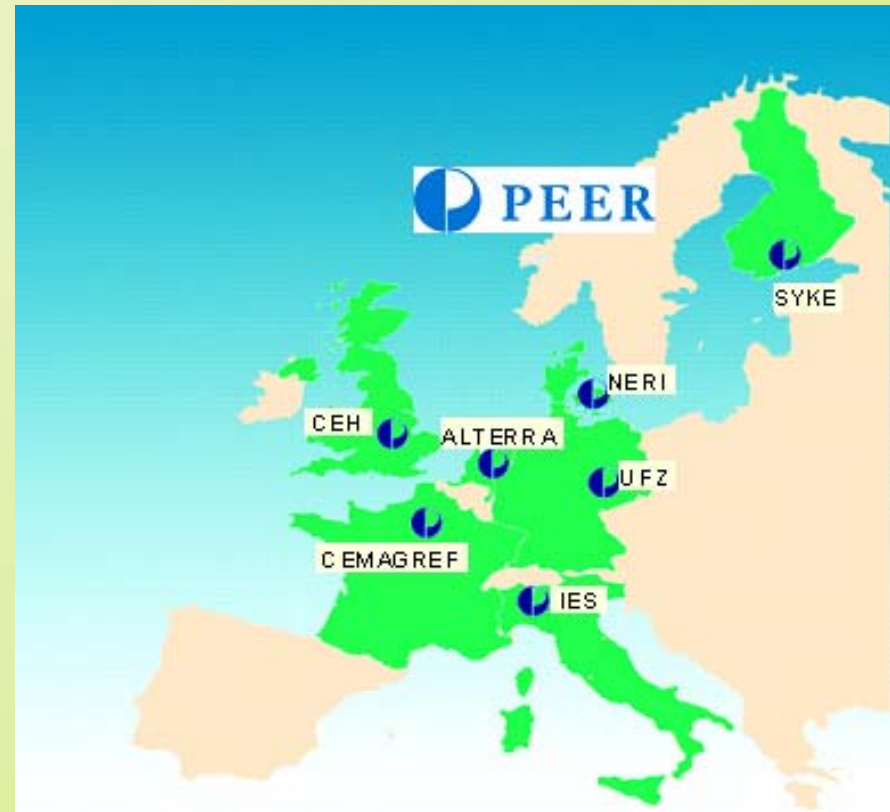 PEER
SYKE
NERI
CEH
ALTERRA
UFZ
CEMAGREF
IES